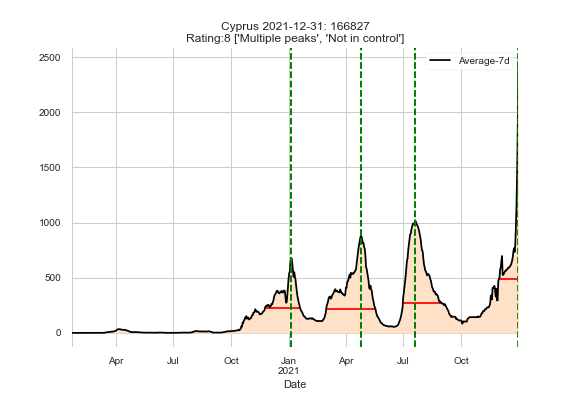 Cyprus 2021-12-31: 166827
Rating:8 ['Multiple peaks', 'Not in control']
Average-7d
2500
2000
1500
1000
500
0
Apr Jul Oct Jan Apr Jul Oct
2021
Date